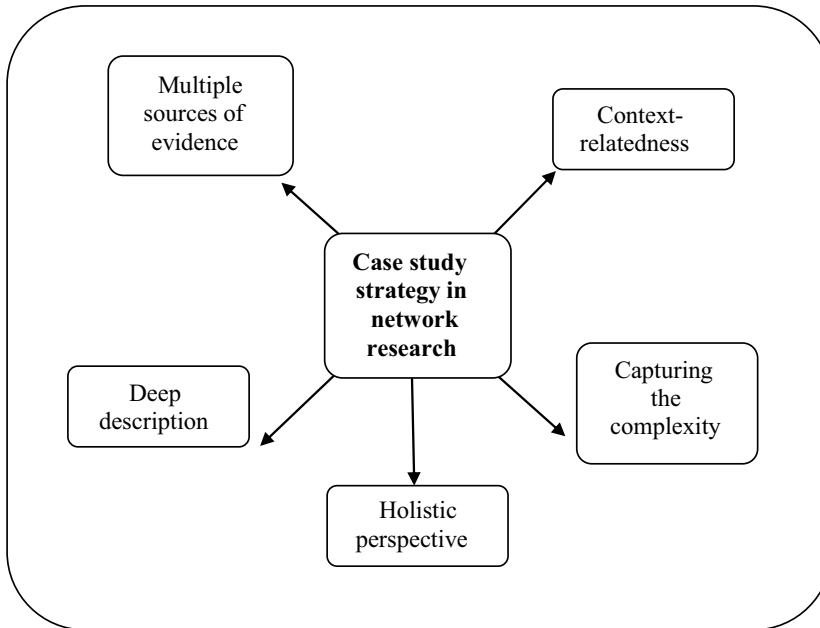 Multiple
sources of
evidence
Context-
relatedness
Case study
strategy in
network
research
Deep
description
Capturing
the
complexity
Holistic
perspective